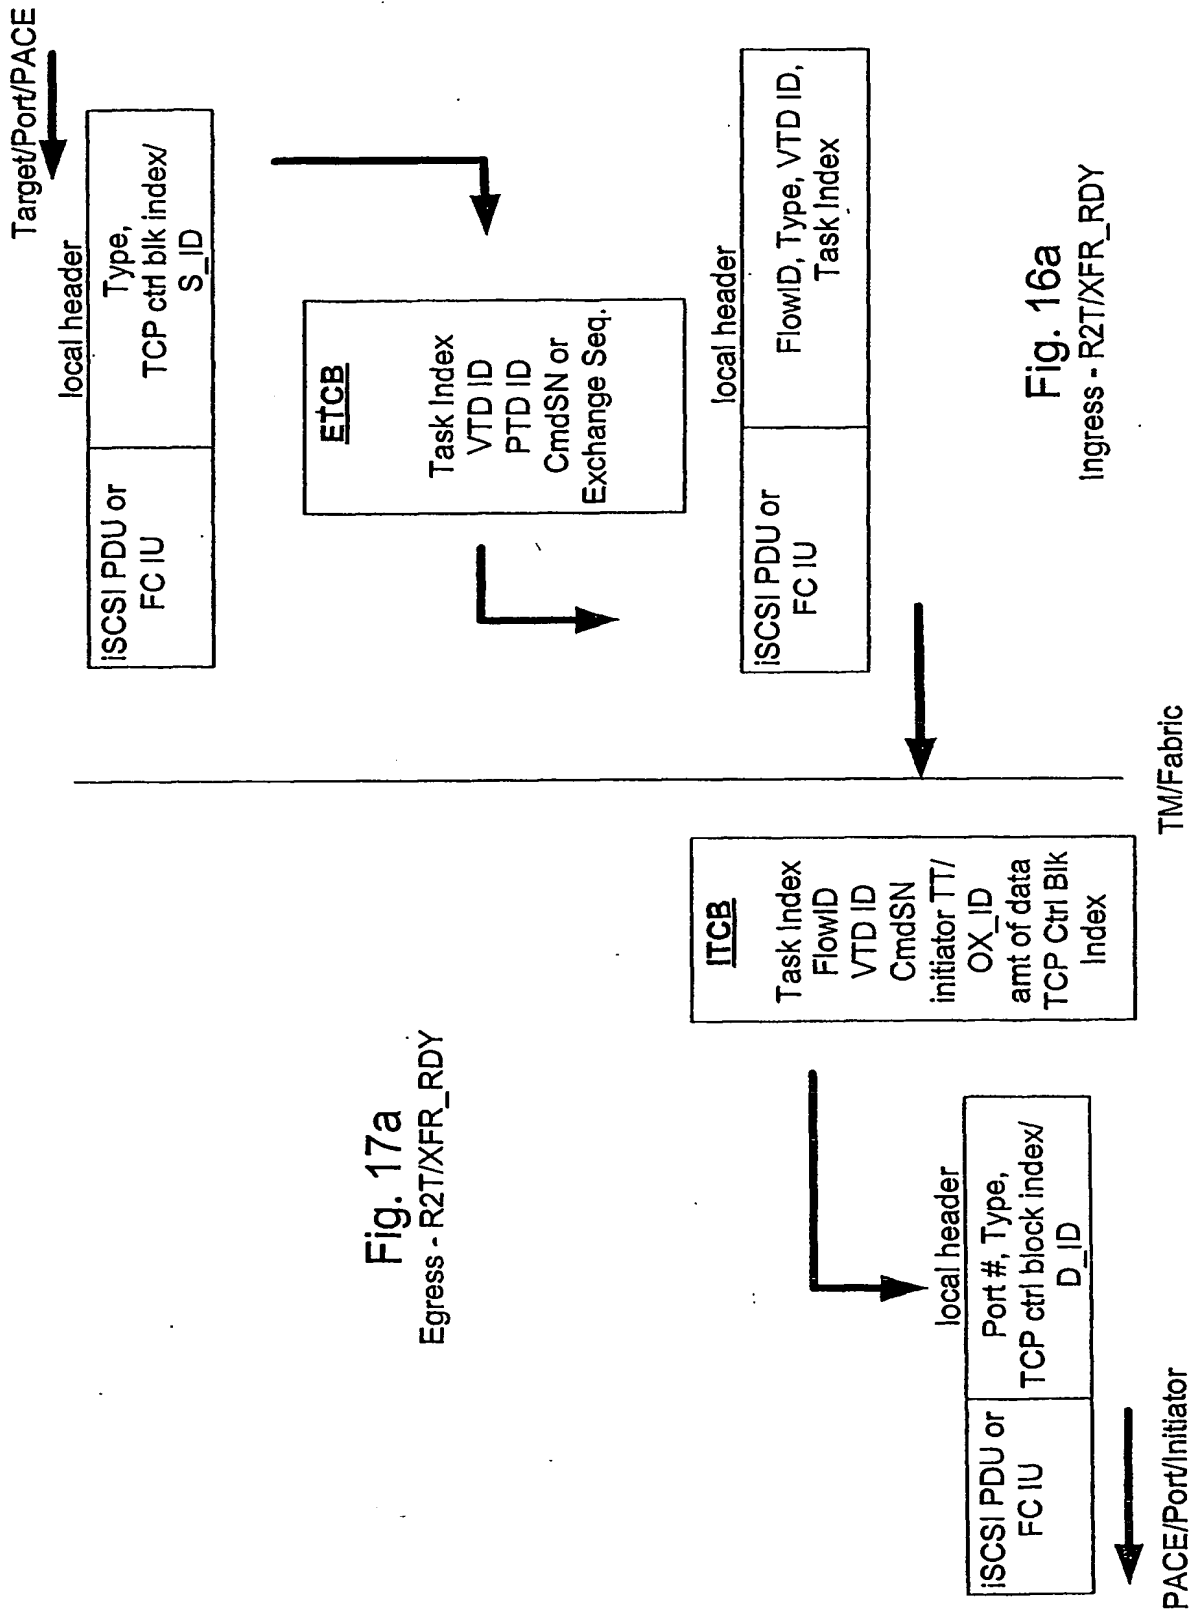 Target/Port/PACE
local header
iSCSI PDU or
FC IU
Type,
TCP ctrl blk index/
S_ID
ETCB
Task Index
VTD ID
PTD ID
CmdSN or
Exchange Seq.
local header
iSCSI PDU or
FC IU
FlowID, Type, VTD ID,
Task Index
Fig. 16a
Ingress - R2T/XFR_RDY
TM/Fabric
Fig. 17a
Egress - R2T/XFR_RDY
ITCB
Task Index
FlowID
VTD ID
CmdSN
initiator TT/
OX_ID
amt of data
TCP Ctrl Blk
Index
local header
iSCSI PDU or
FC IU
Port #, Type,
TCP ctrl block index/
D_ID
PACE/Port/Initiator